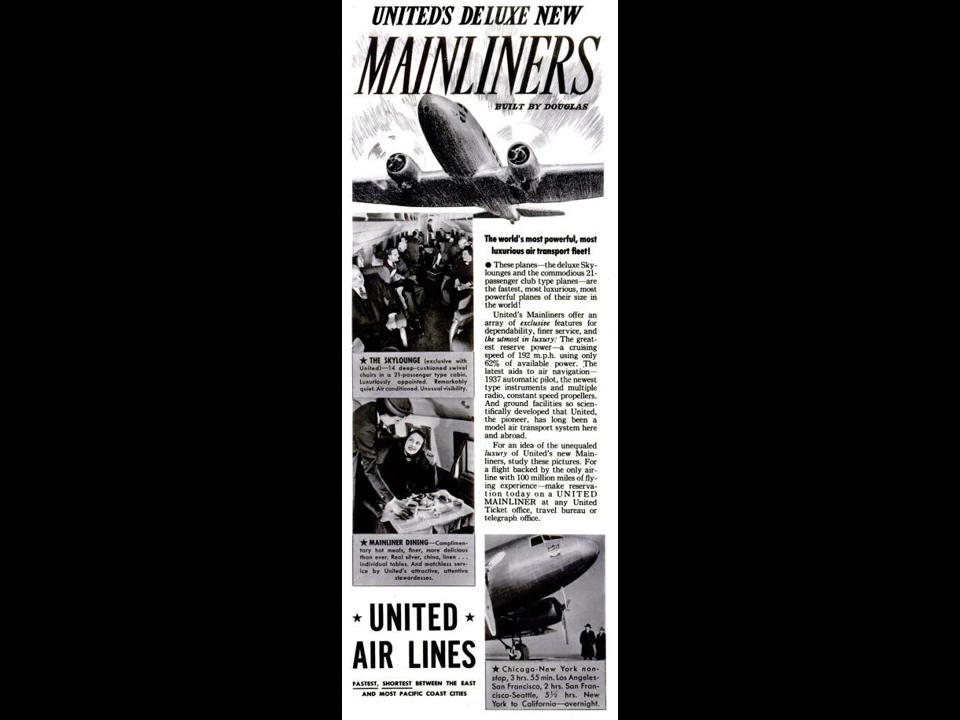 UNITED'S DELUXE NEW
MAINLINERS
BUILT BY DOUGLAS
★ THE SKYLOUNGE (exclusive with
United)—14 deep-cushioned swivel
chairs in a 21-passenger type cabin.
Luxuriously appointed. Remarkably
quiet. Air conditioned. Unusual visibility.
★ MAINLINER DINING—Complimen-
tary hot meals, finer, more delicious
than ever. Real silver, china, linen . . .
individual tables. And matchless serv-
ice by United's attractive, attentive
stewardesses.
★ UNITED ★
AIR LINES
FASTEST, SHORTEST BETWEEN THE EAST
AND MOST PACIFIC COAST CITIES
The world's most powerful, most
luxurious air transport fleet!
● These planes—the deluxe Sky-
lounges and the commodious 21-
passenger club type planes—are
the fastest, most luxurious, most
powerful planes of their size in
the world!
United's Mainliners offer an
array of exclusive features for
dependability, finer service, and
the utmost in luxury: The great-
est reserve power—a cruising
speed of 192 m.p.h. using only
62% of available power. The
latest aids to air navigation—
1937 automatic pilot, the newest
type instruments and multiple
radio, constant speed propellers.
And ground facilities so scien-
tifically developed that United,
the pioneer, has long been a
model air transport system here
and abroad.
For an idea of the unequaled
luxury of United's new Main-
liners, study these pictures. For
a flight backed by the only air-
line with 100 million miles of fly-
ing experience—make reserva-
tion today on a UNITED
MAINLINER at any United
Ticket office, travel bureau or
telegraph office.
★ Chicago-New York non-
stop, 3 hrs. 55 min. Los Angeles-
San Francisco, 2 hrs. San Fran-
cisco-Seattle, 5½ hrs. New
York to California—overnight.